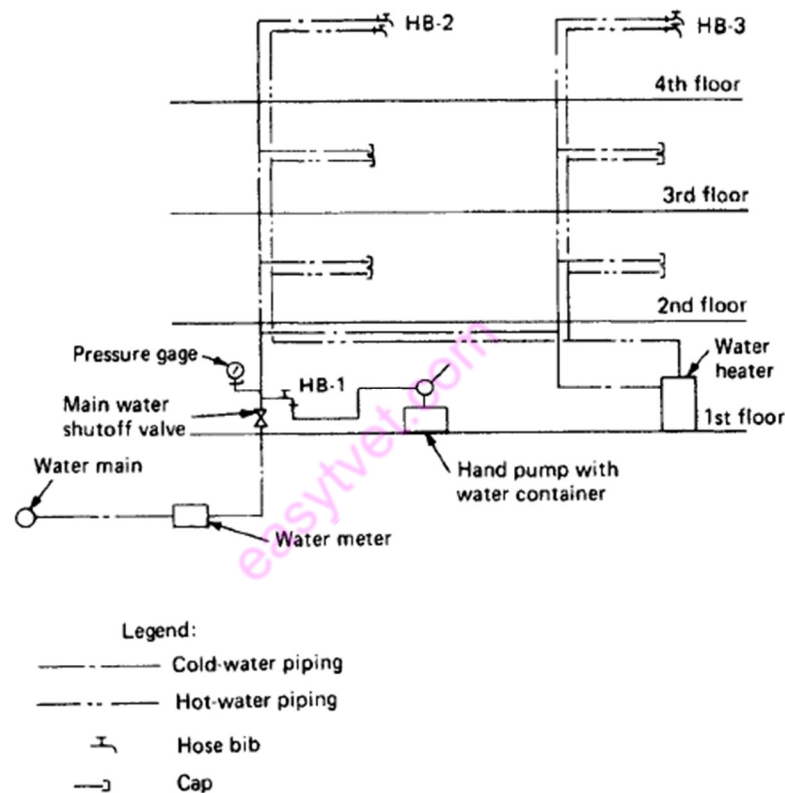 HB-2
HB-3
4th floor
3rd floor
2nd floor
Pressure gage
HB-1
Water
heater
Main water
shutoff valve
1st floor
Water main
Hand pump with
water container
Water meter
easytvet.com
Legend:
Cold-water piping
Hot-water piping
Hose bib
Cap